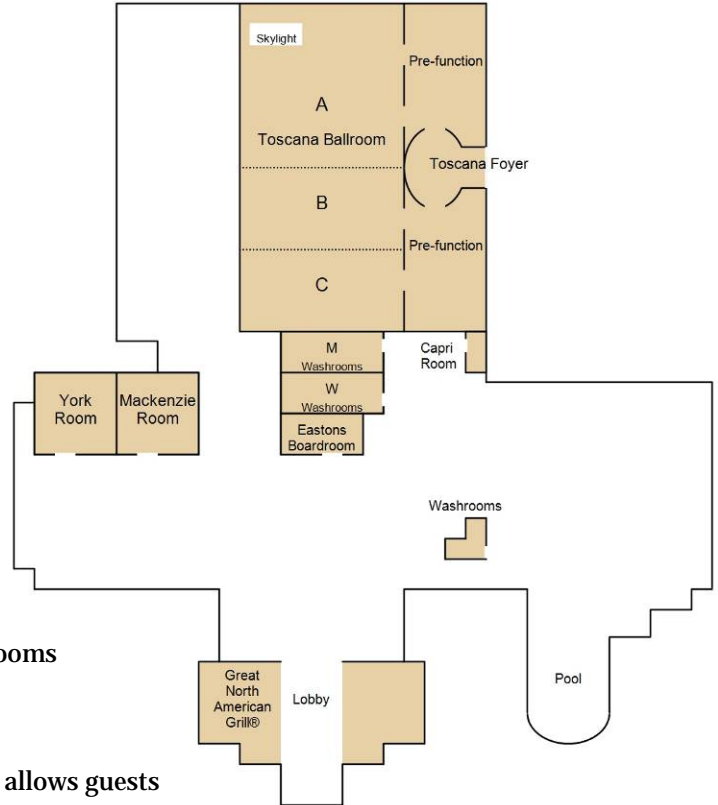 Skylight
Pre-function
A
Toscana Ballroom
Toscana Foyer
B
Pre-function
C
M
Washrooms
Capri
Room
W
Washrooms
York
Room
Mackenzie
Room
Eastons
Boardroom
Washrooms
ooms
Great
North
American
Grill®
Lobby
Pool
allows guests